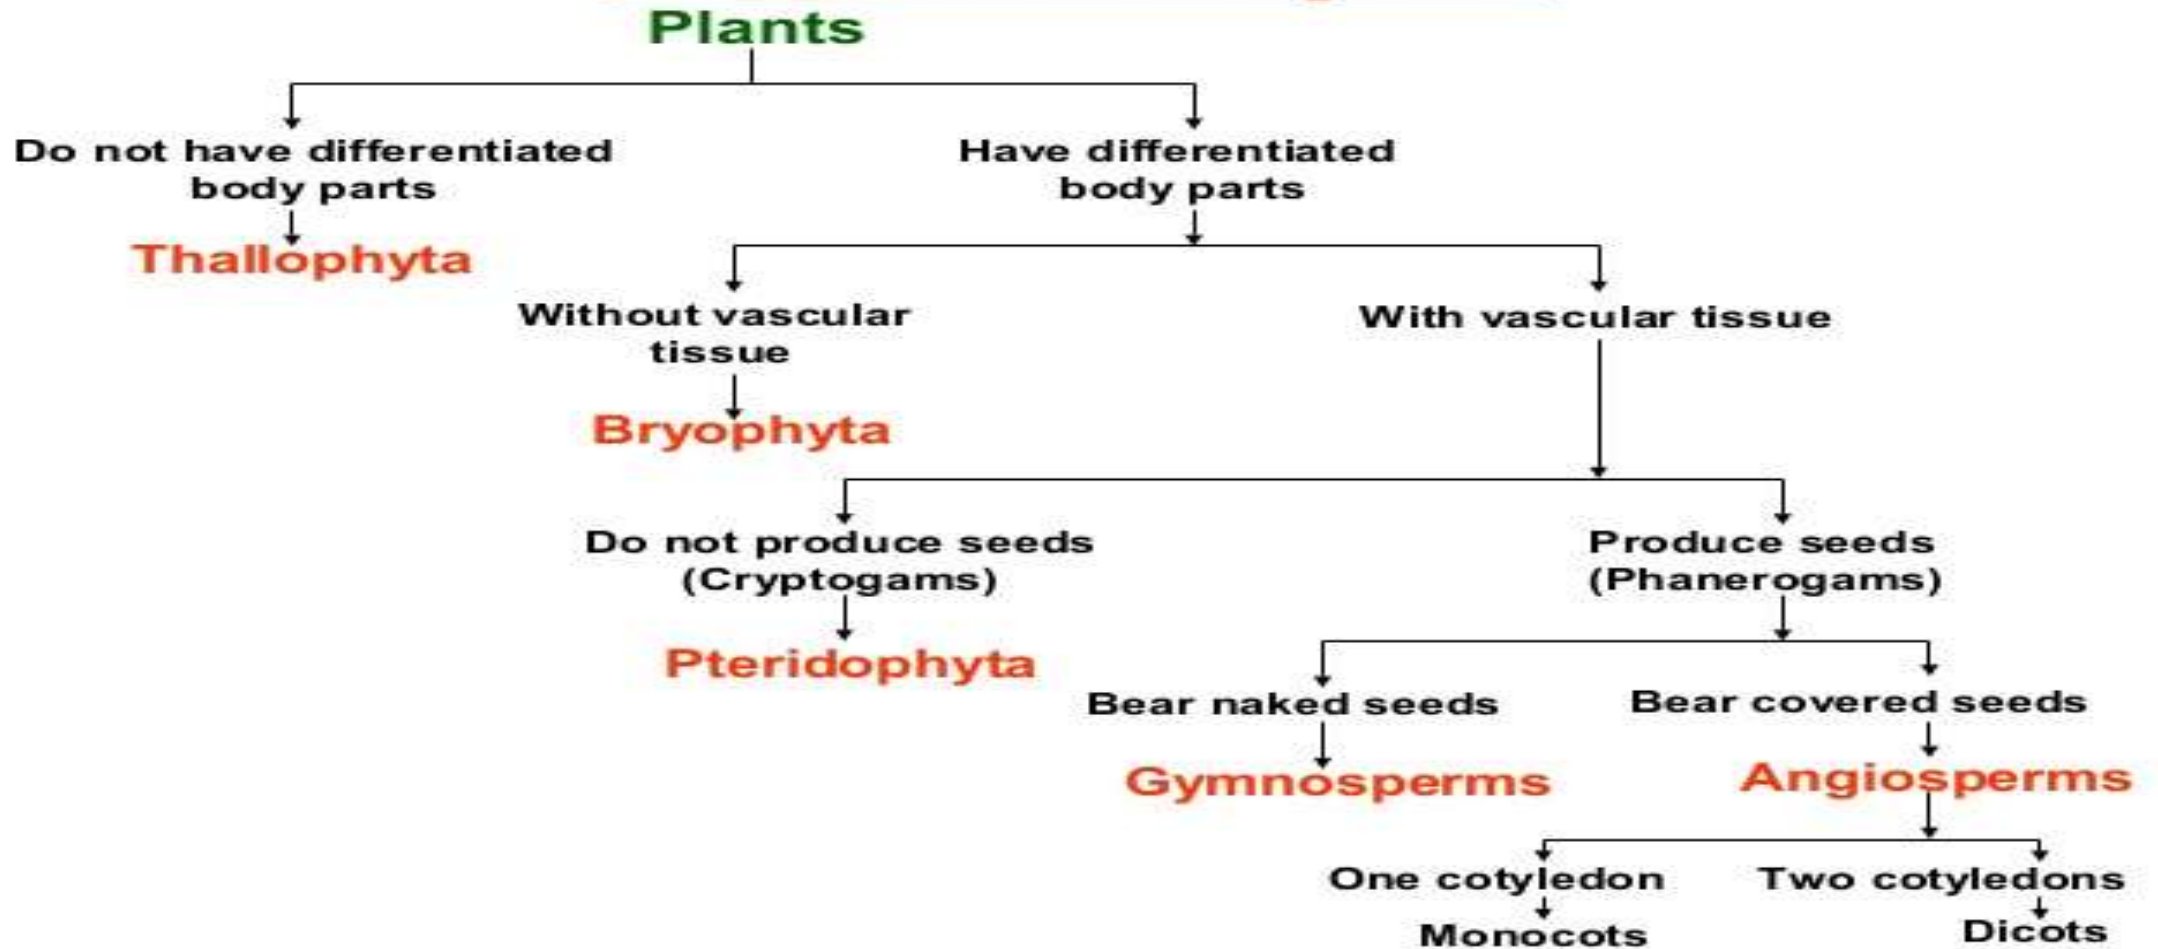 Plants
Do not have differentiated
body parts
Have differentiated
body parts
Thallophyta
Without vascular
tissue
With vascular tissue
Bryophyta
Do not produce seeds
(Cryptogams)
Produce seeds
(Phanerogams)
Pteridophyta
Bear naked seeds
Bear covered seeds
Gymnosperms
Angiosperms
One cotyledon
Two cotyledons
Monocots
Dicots